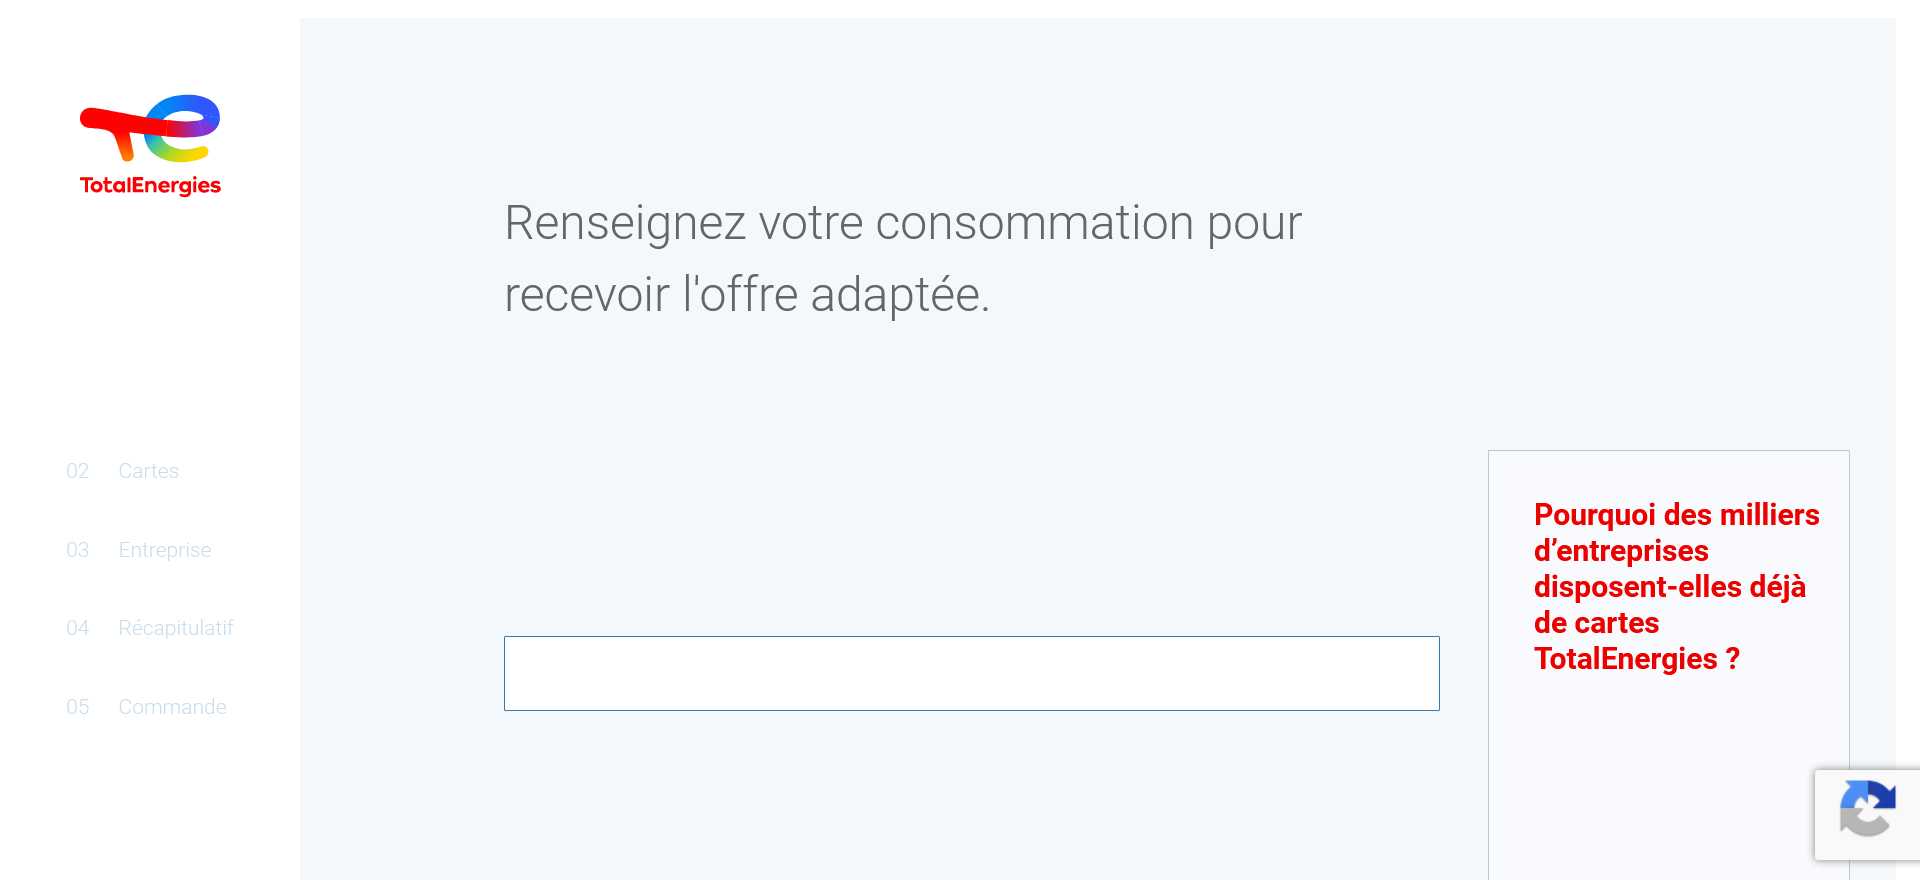 TotalEnergies
02 Cartes
03 Entreprise
04 Récapitulatif
05 Commande
Renseignez votre consommation pour
recevoir l'offre adaptée.
Pourquoi des milliers
d’entreprises
disposent-elles déjà
de cartes
TotalEnergies ?